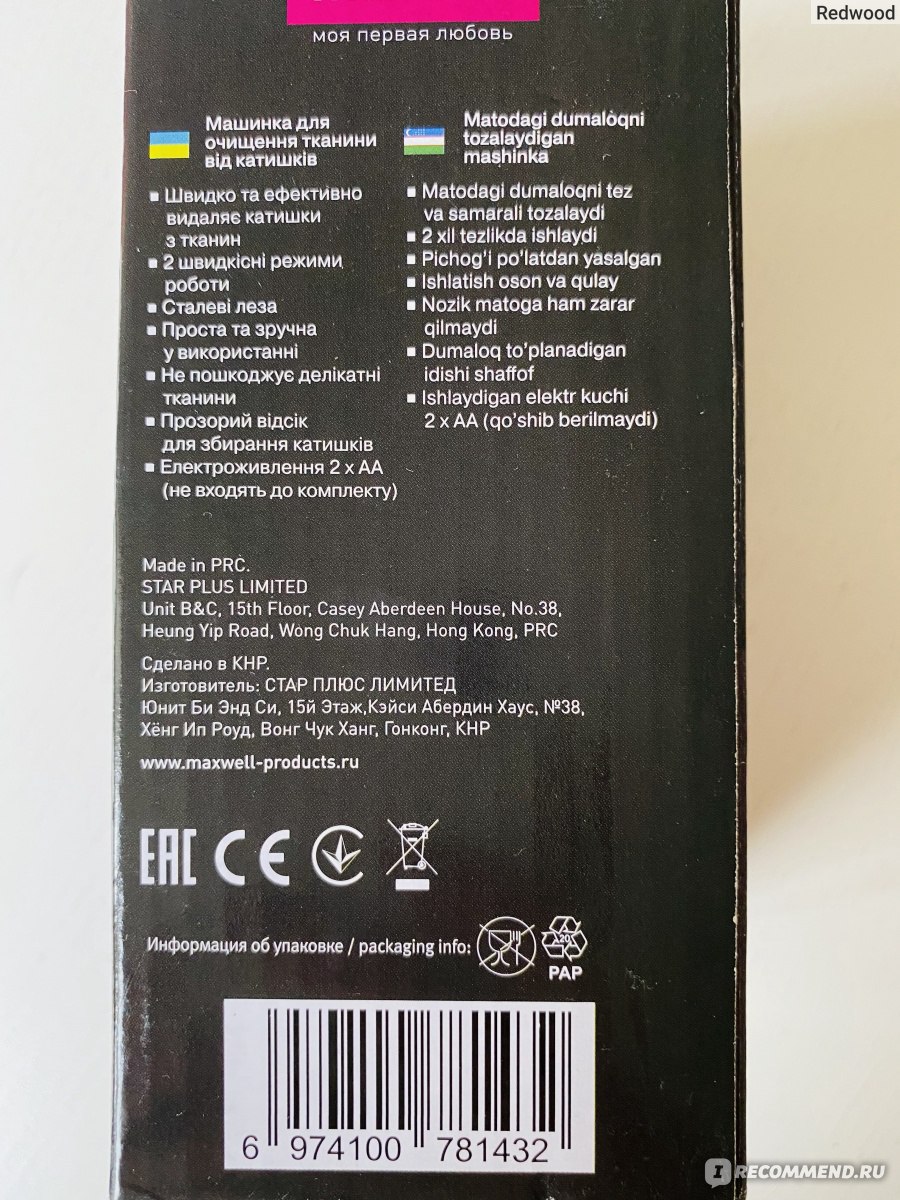 Redwood
моя первая любовь
Машинка для
очищення тканини
від катишків
Швидко та ефективно
видаляє катишки
з тканин
2 швидкісні режими
роботи
Сталеві леза
Проста та зручна
у використанні
Не пошкоджує делікатні
тканини
Прозорий відсік
для збирання катишків
Електроживлення 2 x AA
(не входять до комплекту)
Matodagi dumaloqni
tozalaydigan
mashinka
Matodagi dumaloqni tez
va samarali tozalaydi
2 xil tezlikda ishlaydi
Pichog'i po'latdan yasalgan
Ishlatish oson va qulay
Nozik matoga ham zarar
qilmaydi
Dumaloq to'planadigan
idishi shaffof
Ishlaydigan elektr kuchi
2 x AA (qo'shib berilmaydi)
Made in PRC.
STAR PLUS LIMITED
Unit B&C, 15th Floor, Casey Aberdeen House, No.38,
Heung Yip Road, Wong Chuk Hang, Hong Kong, PRC
Сделано в КНР.
Изготовитель: СТАР ПЛЮС ЛИМИТЕД
Юнит Би Энд Си, 15й Этаж,Кэйси Абердин Хаус, №38,
Хёнг Ип Роуд, Вонг Чук Ханг, Гонконг, КНР
www.maxwell-products.ru
EAC CE
Информация об упаковке / packaging info:
20
PAP
6 974100 781432
IRECOMMEND.RU